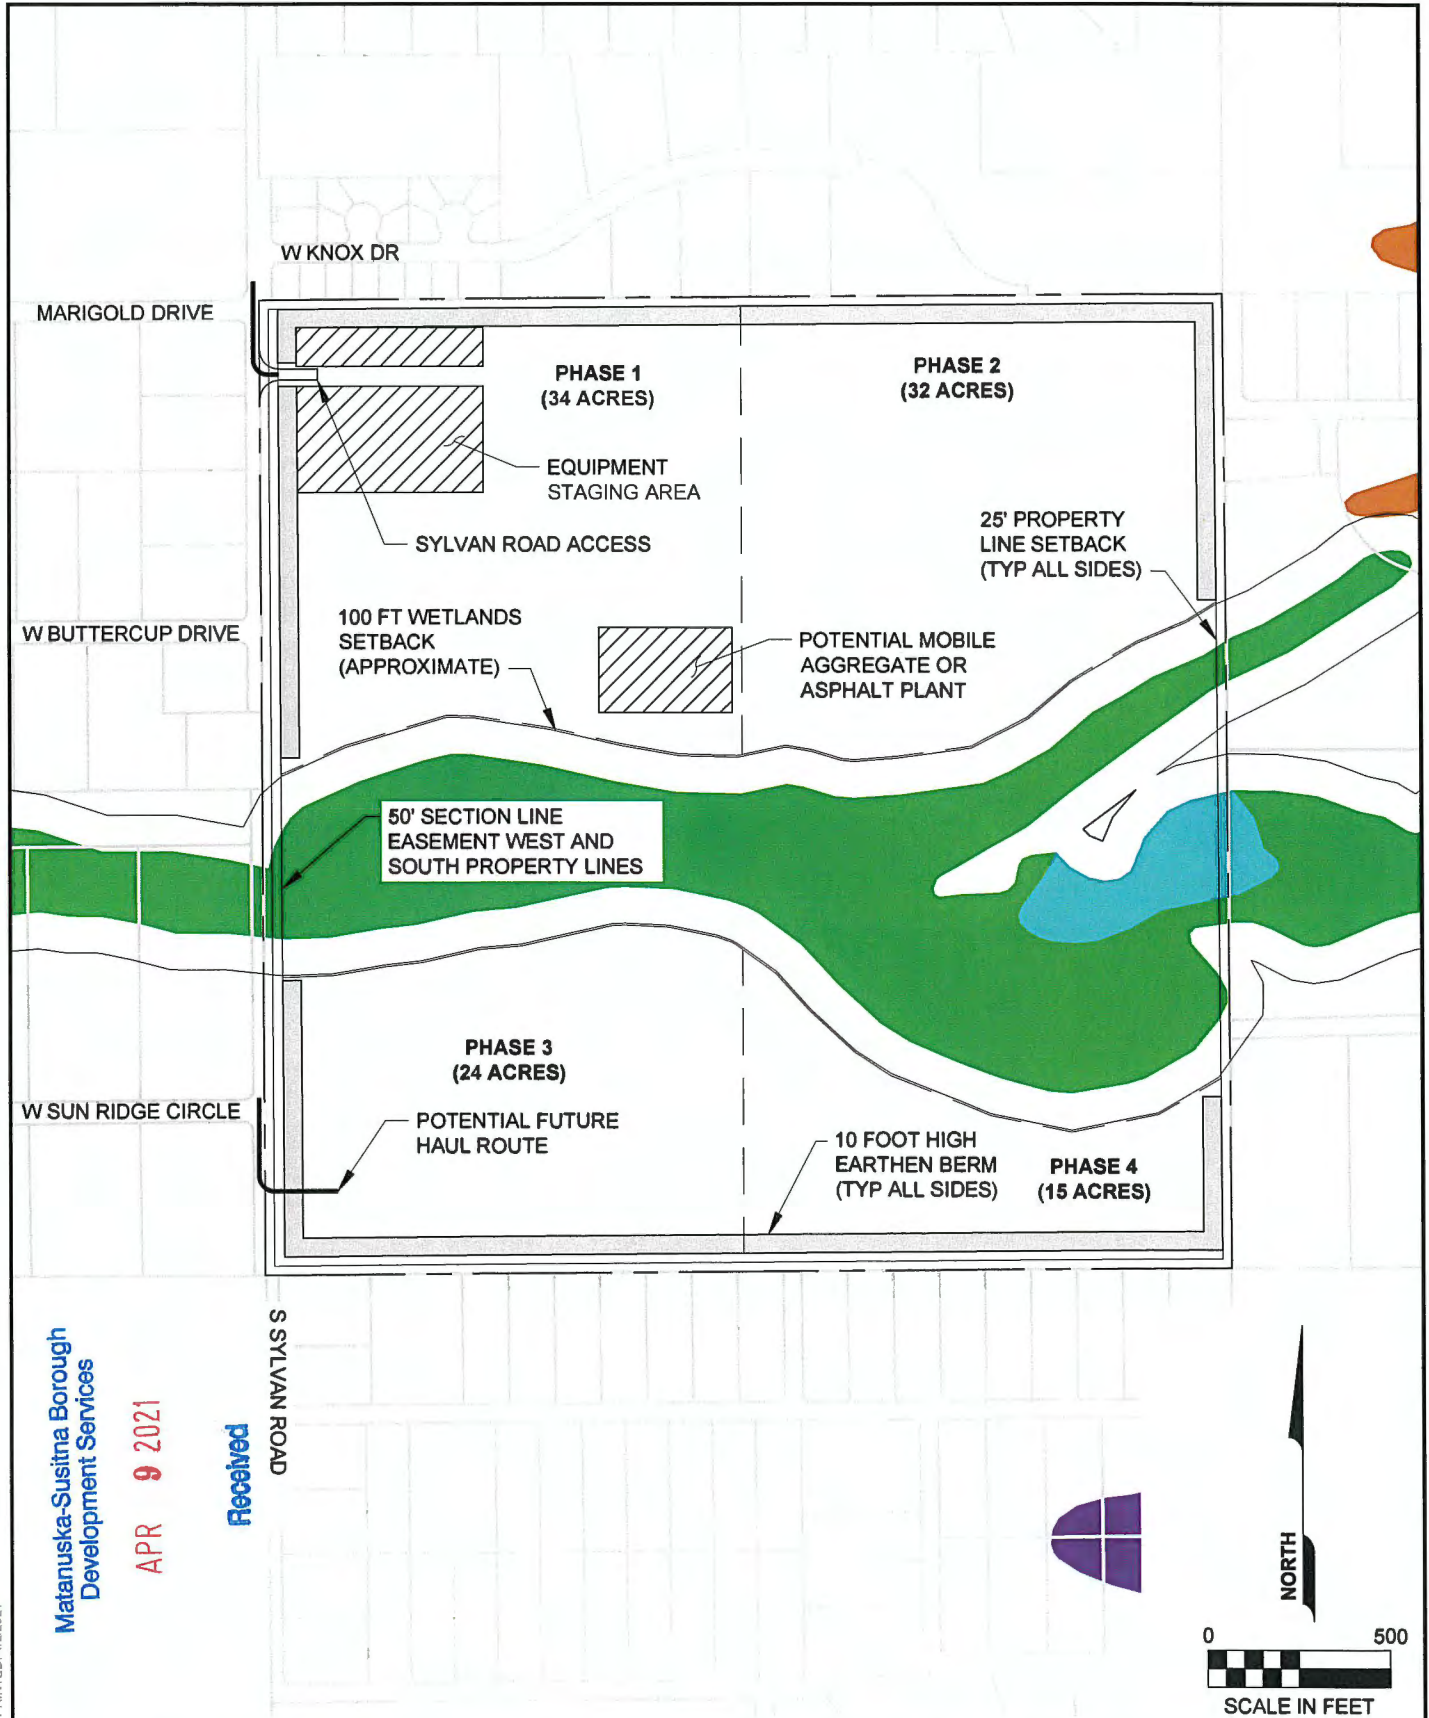 W KNOX DR
MARIGOLD DRIVE
PHASE 1
(34 ACRES)
PHASE 2
(32 ACRES)
EQUIPMENT
STAGING AREA
SYLVAN ROAD ACCESS
25' PROPERTY
LINE SETBACK
(TYP ALL SIDES)
100 FT WETLANDS
SETBACK
(APPROXIMATE)
W BUTTERCUP DRIVE
POTENTIAL MOBILE
AGGREGATE OR
ASPHALT PLANT
50' SECTION LINE
EASEMENT WEST AND
SOUTH PROPERTY LINES
PHASE 3
(24 ACRES)
W SUN RIDGE CIRCLE
POTENTIAL FUTURE
HAUL ROUTE
10 FOOT HIGH
EARTHEN BERM
(TYP ALL SIDES)
PHASE 4
(15 ACRES)
S SYLVAN ROAD
Matanuska-Susitna Borough
Development Services
APR 9 2021
Received
NORTH
0 500
SCALE IN FEET